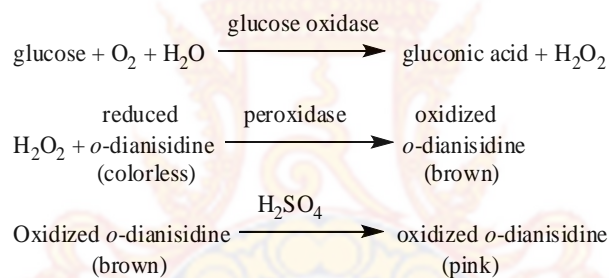 glucose oxidase
glucose + O₂ + H₂O gluconic acid + H₂O₂
reduced peroxidase oxidized
H₂O₂ + o-dianisidine o-dianisidine
(colorless) (brown)
H₂SO₄
Oxidized o-dianisidine oxidized o-dianisidine
(brown) (pink)